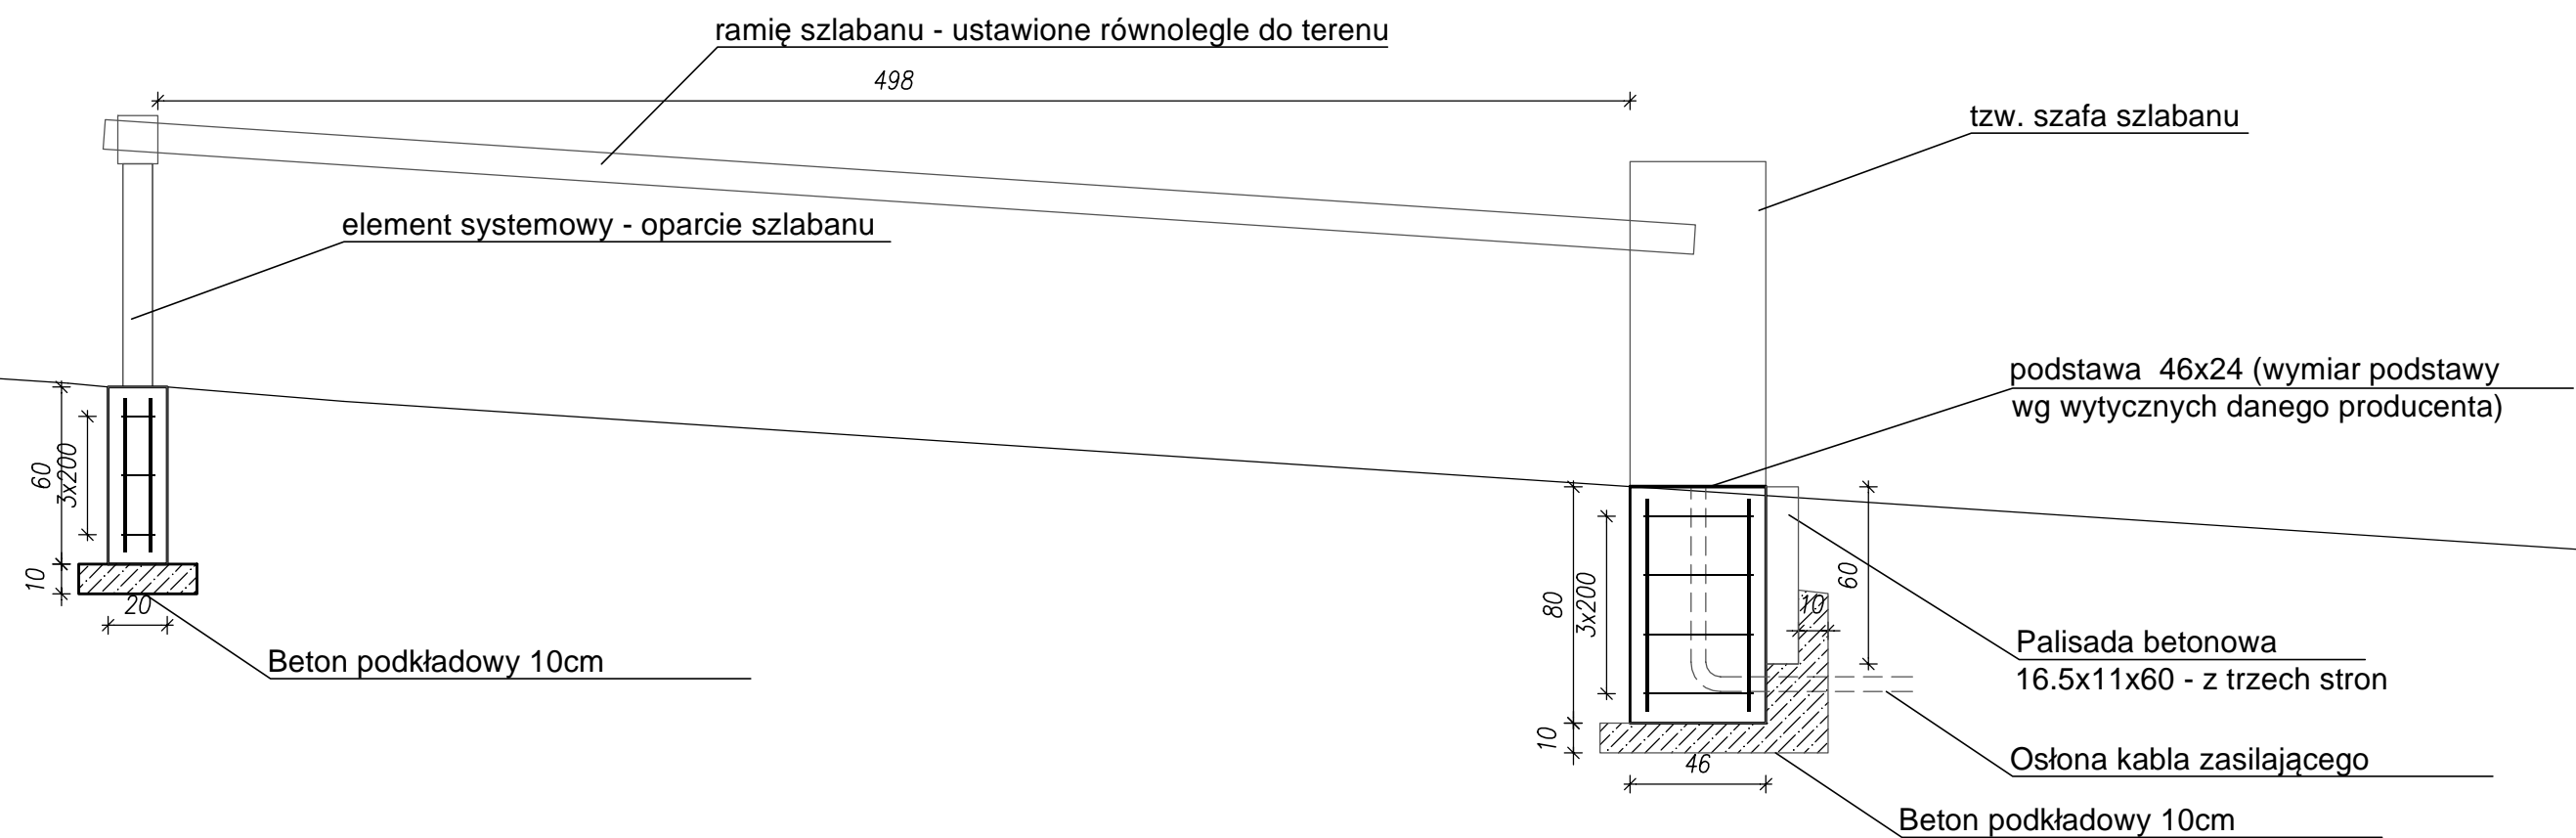 ramię szlabanu - ustawione równolegle do terenu
498
tzw. szafa szlabanu
element systemowy - oparcie szlabanu
podstawa  46x24 (wymiar podstawy
wg wytycznych danego producenta)
60
3x200
10
20
Beton podkładowy 10cm
80
3x200
60
10
10
46
Palisada betonowa
16.5x11x60 - z trzech stron
Osłona kabla zasilającego
Beton podkładowy 10cm